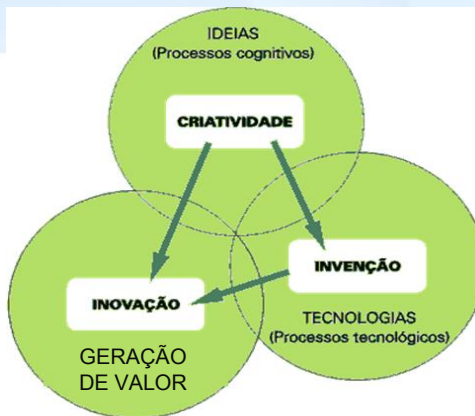 IDEIAS
(Processos cognitivos)
CRIATIVIDADE
INVENÇÃO
INOVAÇÃO
TECNOLOGIAS
(Processos tecnológicos)
GERAÇÃO
DE VALOR